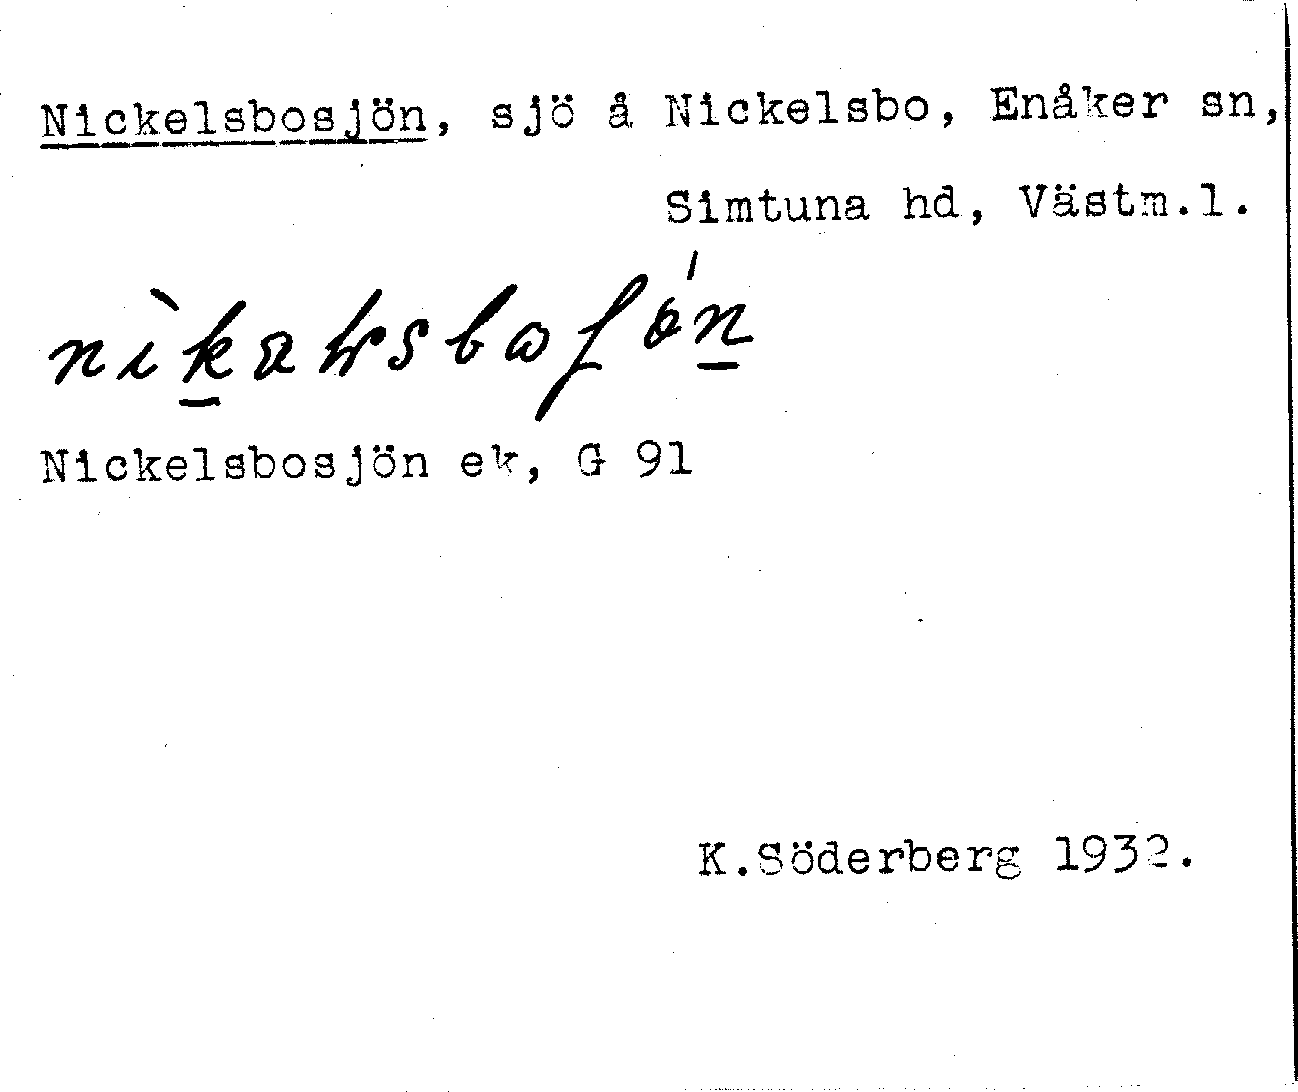 Nickelsbosjön, sjö å Nickelsbo, Enåker sn,
Simtuna hd, Västm.l.
Nickelsbosjön ek, G 91
K.Söderberg 1932.